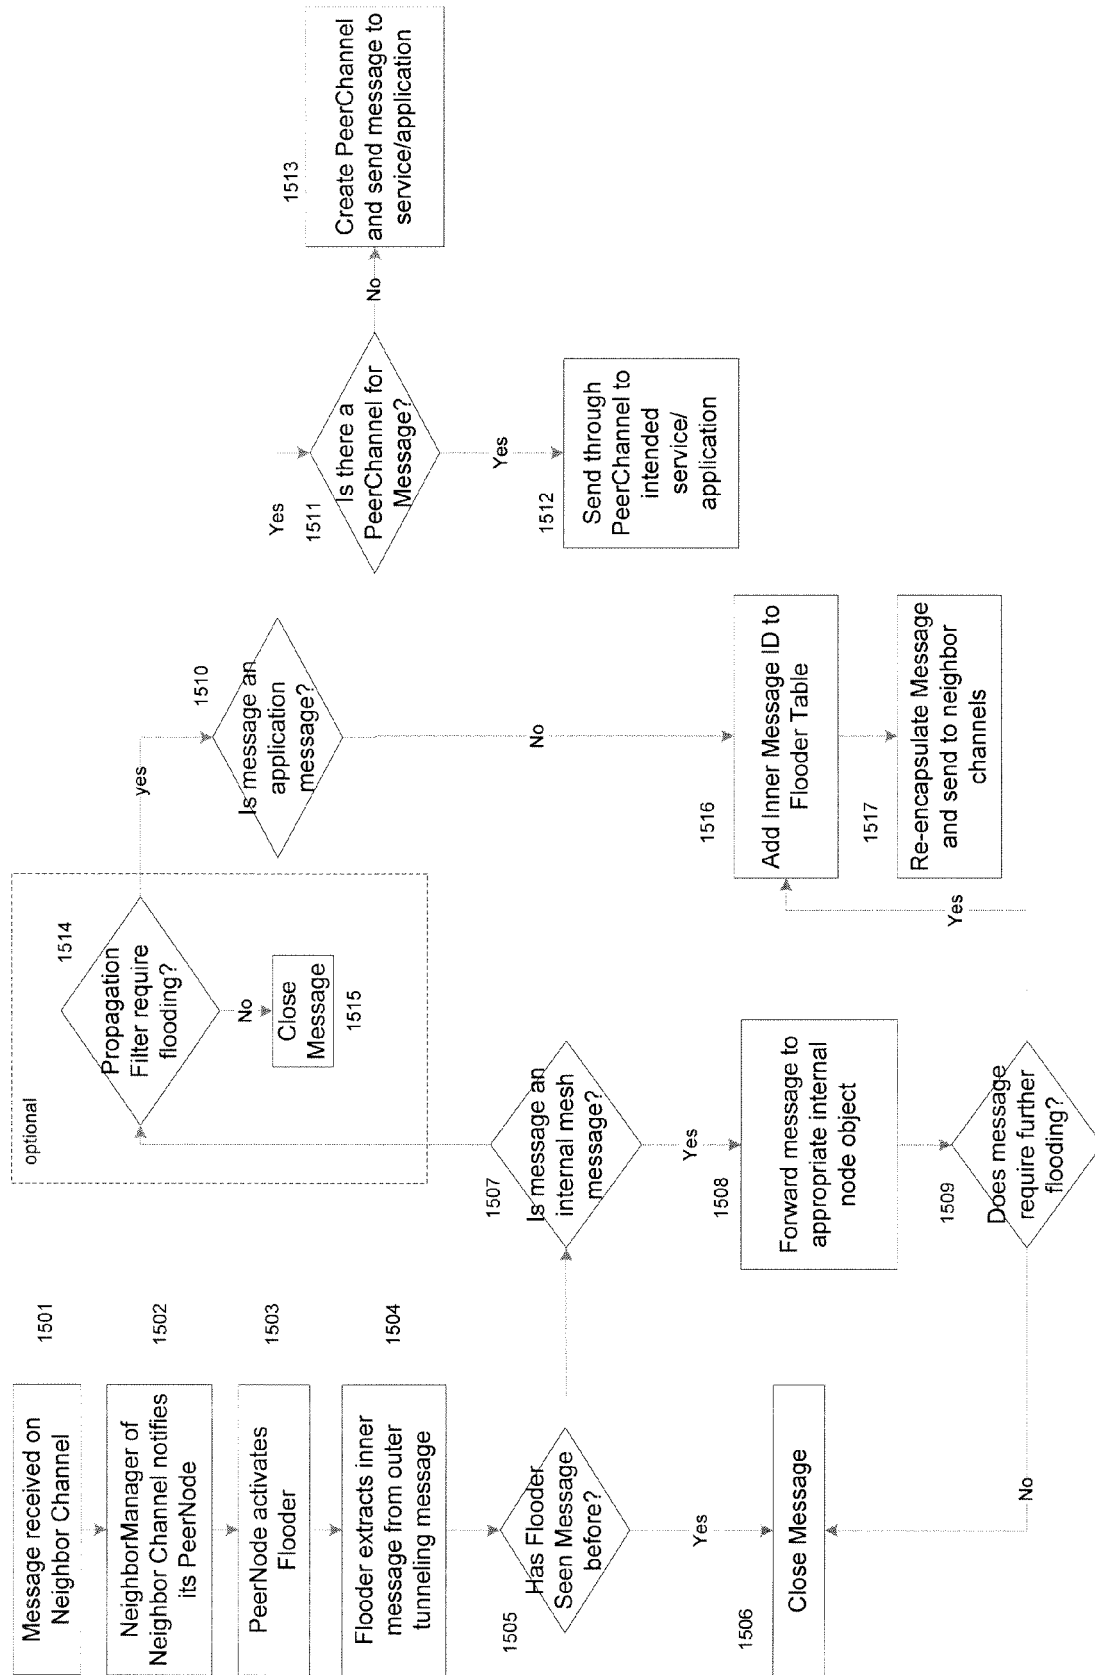 Message received on
Neighbor Channel
1501
NeighborManager of
Neighbor Channel notifies
its PeerNode
1502
PeerNode activates
Flooder
1503
Flooder extracts inner
message from outer
tunneling message
1504
Has Flooder
Seen Message
before?
1505
Yes
Close Message
1506
Is message an
internal mesh
message?
1507
Yes
Forward message to
appropriate internal
node object
1508
Does message
require further
flooding?
1509
No
Yes
optional
Propagation
Filter require
flooding?
1514
No
Close
Message
1515
yes
Is message an
application
message?
1510
No
Add Inner Message ID to
Flooder Table
1516
Re-encapsulate Message
and send to neighbor
channels
1517
Yes
Is there a
PeerChannel for
Message?
1511
Yes
Send through
PeerChannel to
intended
service/
application
1512
No
Create PeerChannel
and send message to
service/application
1513